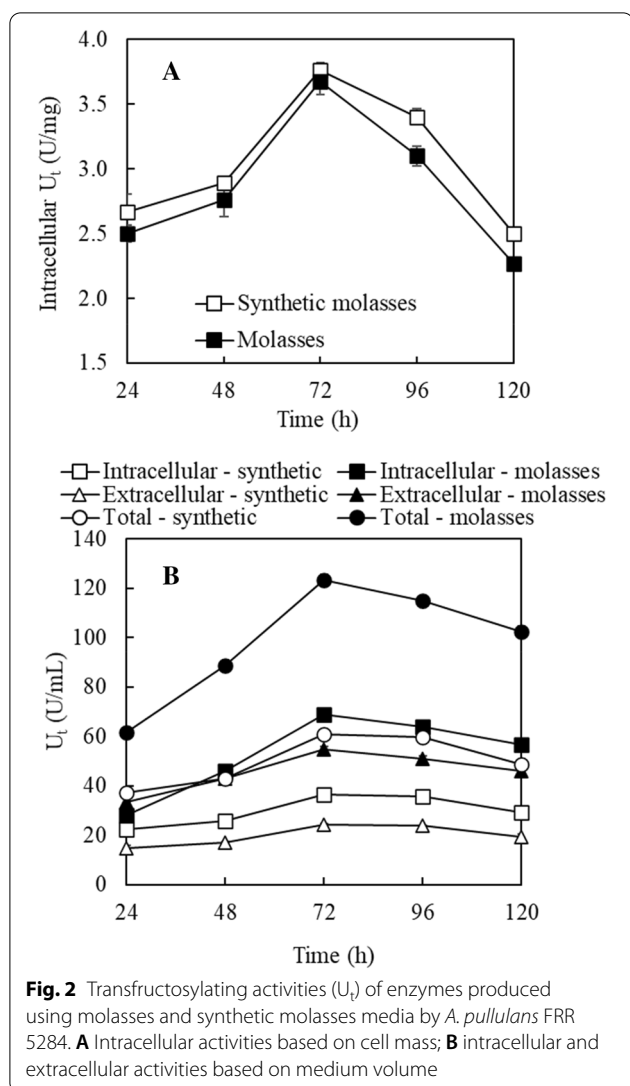 4.0
A
3.5
3.0
2.5
2.0
1.5
Intracellular Uₜ (U/mg)
Synthetic molasses
Molasses
24 48 72 96 120
Time (h)
Intracellular - synthetic Intracellular - molasses
Extracellular - synthetic Extracellular - molasses
Total - synthetic Total - molasses
140
B
120
100
80
60
40
20
0
Uₜ (U/mL)
24 48 72 96 120
Time (h)
Fig. 2 Transfructosylating activities (Uₜ) of enzymes produced
using molasses and synthetic molasses media by A. pullulans FRR
5284. A Intracellular activities based on cell mass; B intracellular and
extracellular activities based on medium volume